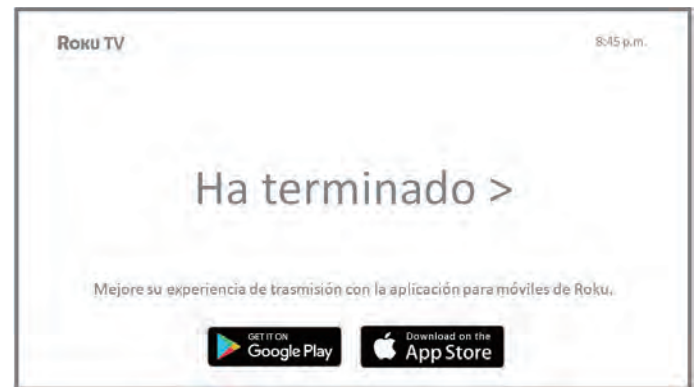 ROKU TV
8:45 p.m.
Ha terminado >
Mejore su experiencia de trasmisión con la aplicación para móviles de Roku.
GET IT ON
Google Play
Download on the
App Store